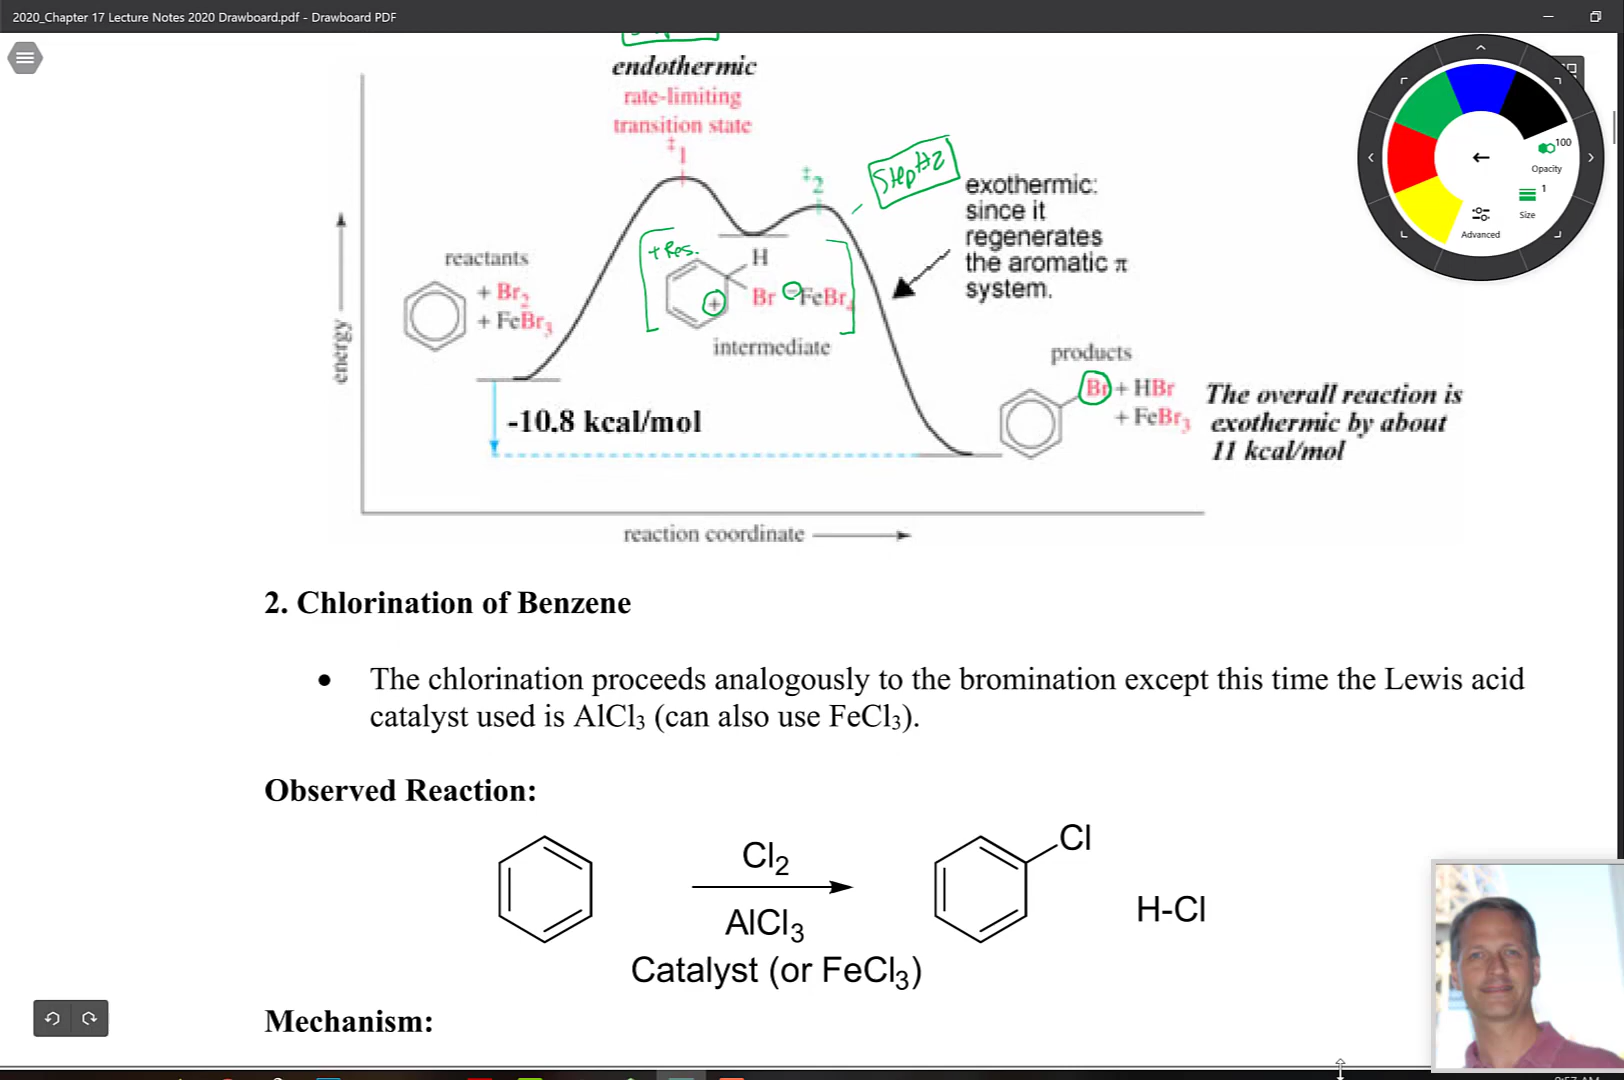 2020_Chapter 17 Lecture Notes 2020 Drawboard.pdf - Drawboard PDF
endothermic
rate-limiting
transition state
‡1
‡2
Step #2
exothermic:
since it
regenerates
the aromatic π
system.
100
Opacity
1
Size
Advanced
reactants
+ Br2
+ FeBr3
+ Res.
H
+
Br ⊖FeBr4
intermediate
energy
-10.8 kcal/mol
products
Br + HBr
+ FeBr3
The overall reaction is
exothermic by about
11 kcal/mol
reaction coordinate
2. Chlorination of Benzene
• The chlorination proceeds analogously to the bromination except this time the Lewis acid
catalyst used is AlCl3 (can also use FeCl3).
Observed Reaction:
Cl2
AlCl3
Catalyst (or FeCl3)
Cl
H-Cl
Mechanism: